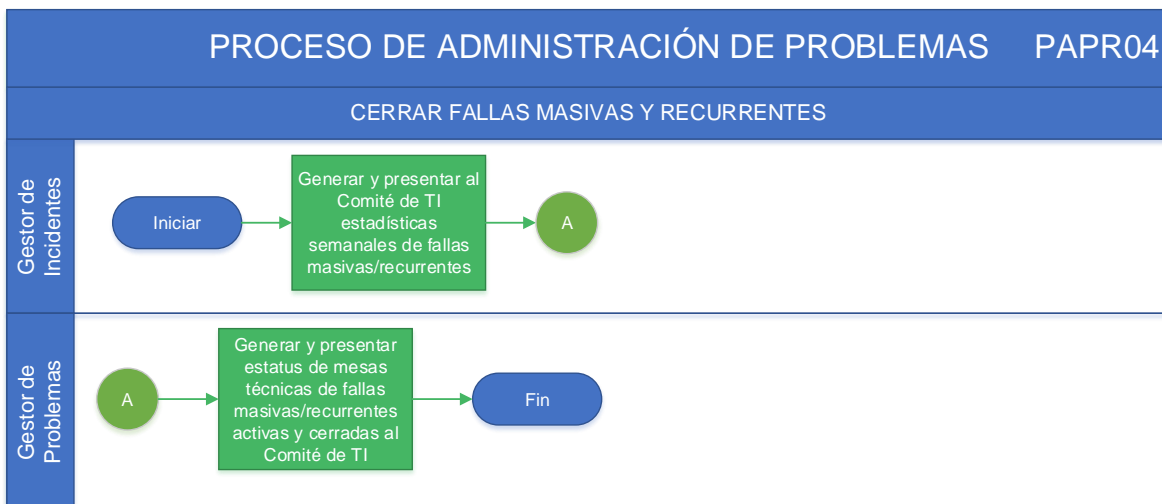 PROCESO DE ADMINISTRACIÓN DE PROBLEMAS PAPR04
CERRAR FALLAS MASIVAS Y RECURRENTES
Gestor de
Incidentes
Iniciar
Generar y presentar al
Comité de TI
estadísticas
semanales de fallas
masivas/recurrentes
A
Gestor de
Problemas
A
Generar y presentar
estatus de mesas
técnicas de fallas
masivas/recurrentes
activas y cerradas al
Comité de TI
Fin